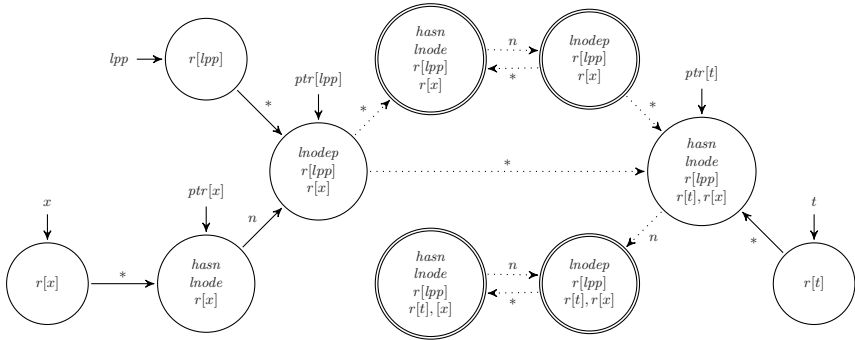 lpp
r[lpp]
*
x
r[x]
*
ptr[x]
hasn
lnode
r[x]
n
ptr[lpp]
lnodep
r[lpp]
r[x]
*
hasn
lnode
r[lpp]
r[x]
n
*
lnodep
r[lpp]
r[x]
*
*
ptr[t]
hasn
lnode
r[lpp]
r[t], r[x]
n
hasn
lnode
r[lpp]
r[t], [x]
n
*
lnodep
r[lpp]
r[t], r[x]
*
t
r[t]